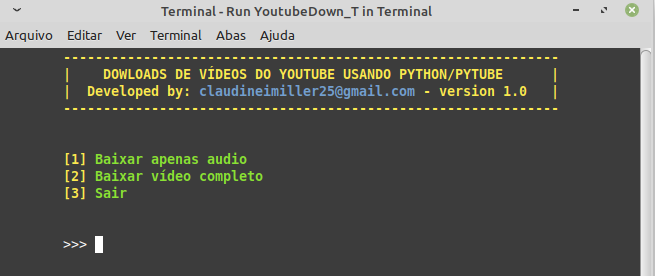 Terminal - Run YoutubeDown_T in Terminal
Arquivo Editar Ver Terminal Abas Ajuda
--------------------------------------------------------------
| DOWLOADS DE VÍDEOS DO YOUTUBE USANDO PYTHON/PYTUBE |
| Developed by: claudineimiller25@gmail.com - version 1.0 |
--------------------------------------------------------------
[1] Baixar apenas audio
[2] Baixar vídeo completo
[3] Sair
>>>